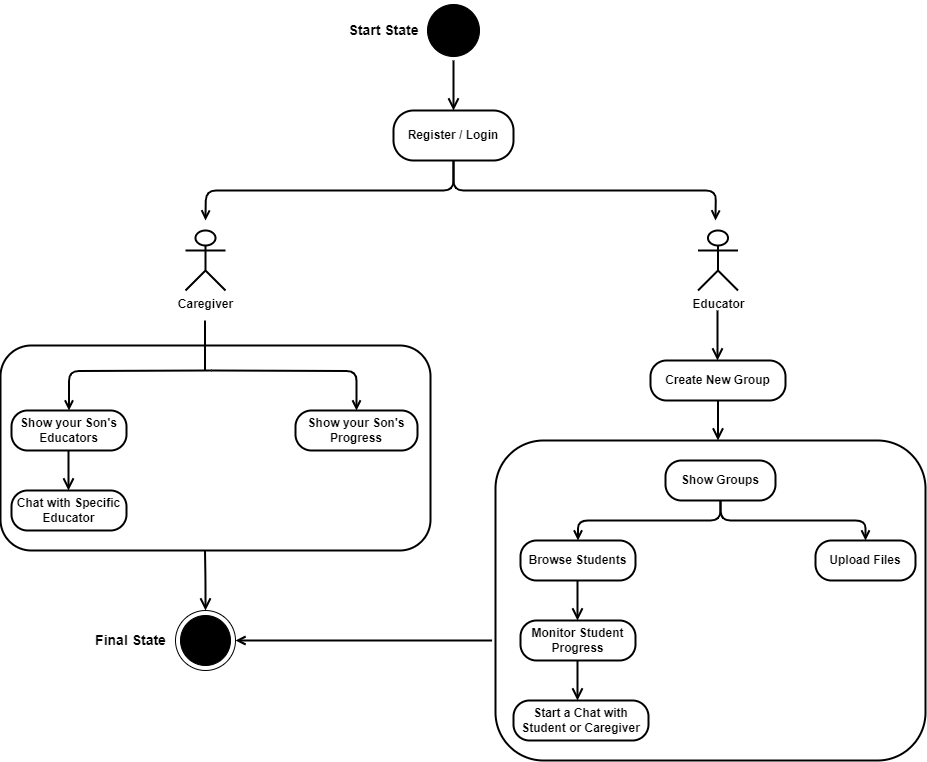 Start State
Register / Login
Caregiver
Educator
Show your Son's
Educators
Show your Son's
Progress
Chat with Specific
Educator
Create New Group
Show Groups
Browse Students
Upload Files
Monitor Student
Progress
Start a Chat with
Student or Caregiver
Final State